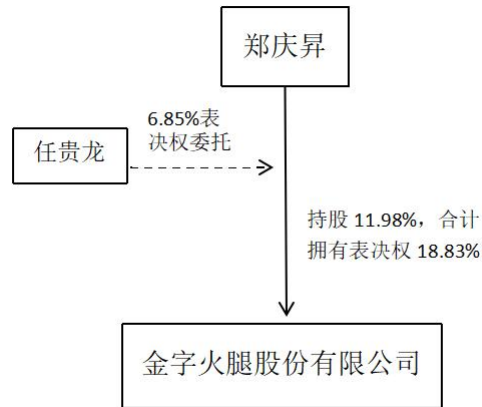 郑庆昇
6.85%表
决权委托
任贵龙
持股 11.98%，合计
拥有表决权 18.83%
金字火腿股份有限公司